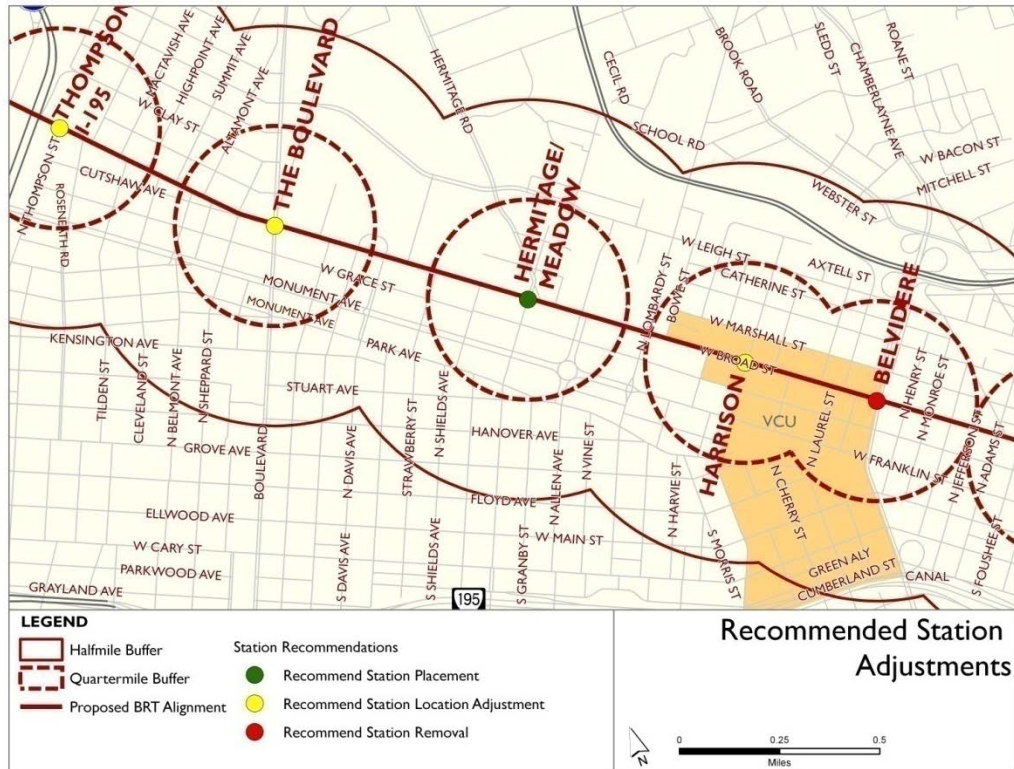 THOMPSON
I-195
MACTAVISH AVE
HIGHPOINT AVE
SUMMIT AVE
W CLAY ST
ALTAMONT AVE
THE BOULEVARD
HERMITAGE RD
CECIL RD
BROOK ROAD
SLEDD ST
CHAMBERLAYNE AVE
ROANE ST
SCHOOL RD
W BACON ST
MITCHELL ST
WEBSTER ST
N THOMPSON ST
CUTSHAW AVE
ROSENEATH RD
HERMITAGE/
MEADOW
W LEIGH ST
AXTELL ST
CATHERINE ST
W GRACE ST
MONUMENT AVE
MONUMENT AVE
N LOMBARDY ST
BOWE ST
W MARSHALL ST
W BROAD ST
BELVIDERE
KENSINGTON AVE
PARK AVE
TILDEN ST
CLEVELAND ST
N BELMONT AVE
N SHEPPARD ST
STUART AVE
HARRISON
VCU
N LAUREL ST
N HENRY ST
N MONROE ST
N JEFFERSON ST
N ADAMS ST
GROVE AVE
BOULEVARD
N DAVIS AVE
STRAWBERRY ST
N SHIELDS AVE
HANOVER AVE
N VINE ST
N ALLEN AVE
W FRANKLIN ST
N CHERRY ST
N HARVIE ST
FLOYD AVE
ELLWOOD AVE
W MAIN ST
W CARY ST
PARKWOOD AVE
GRAYLAND AVE
S DAVIS AVE
S SHIELDS AVE
S GRANBY ST
S MORRIS ST
GREEN ALY
CUMBERLAND ST
CANAL
S FOUSHEE ST
195
LEGEND
Halfmile Buffer
Quartermile Buffer
Proposed BRT Alignment
Station Recommendations
Recommend Station Placement
Recommend Station Location Adjustment
Recommend Station Removal
Recommended Station
Adjustments
N
0 0.25 0.5
Miles